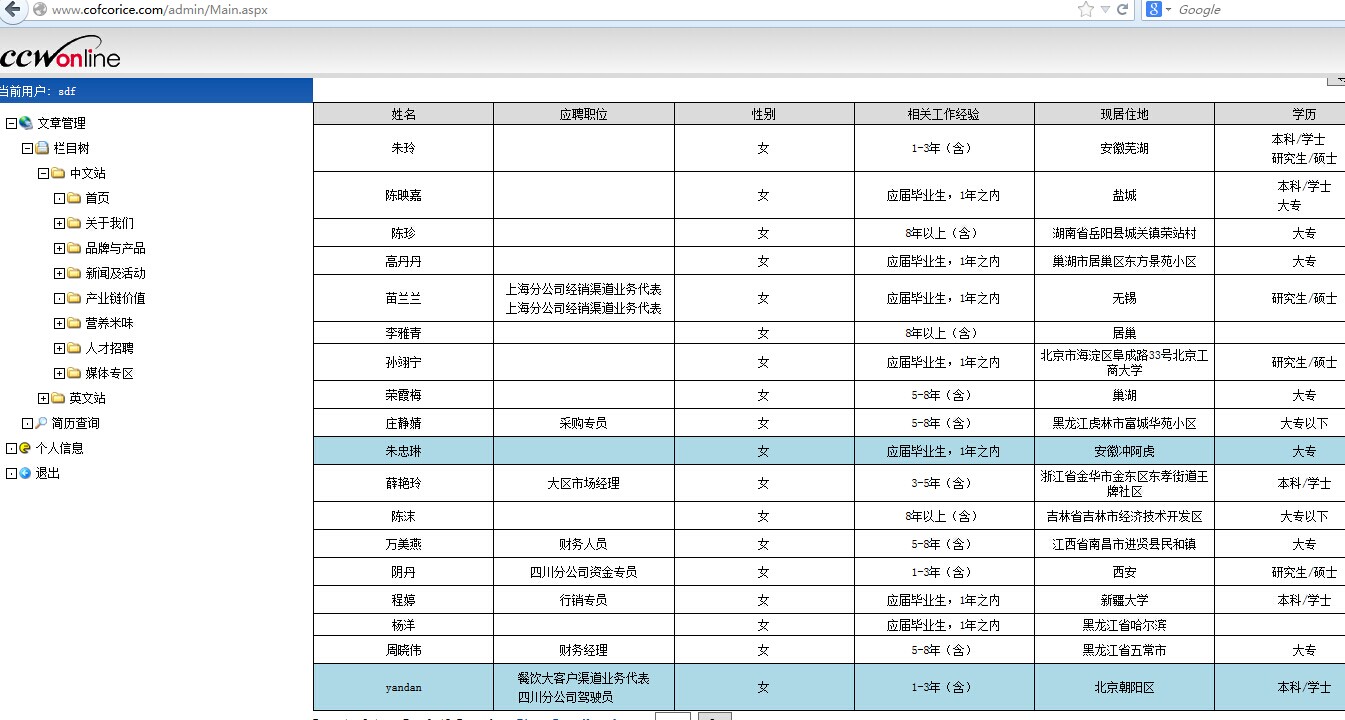 www.cofcorice.com/admin/Main.aspx
Google
ccwonline
当前用户: sdf
文章管理
栏目树
中文站
首页
关于我们
品牌与产品
新闻及活动
产业链价值
营养米味
人才招聘
媒体专区
英文站
简历查询
个人信息
退出
姓名 应聘职位 性别 相关工作经验 现居住地 学历
朱玲 女 1-3年（含） 安徽芜湖 本科/学士 研究生/硕士
陈映嘉 女 应届毕业生，1年之内 盐城 本科/学士 大专
陈珍 女 8年以上（含） 湖南省岳阳县城关镇荣站村 大专
高丹丹 女 应届毕业生，1年之内 巢湖市居巢区东方景苑小区 大专
苗兰兰 上海分公司经销渠道业务代表 上海分公司经销渠道业务代表 女 应届毕业生，1年之内 无锡 研究生/硕士
李雅青 女 8年以上（含） 居巢
孙翊宁 女 应届毕业生，1年之内 北京市海淀区阜成路33号北京工商大学 研究生/硕士
荣霞梅 女 5-8年（含） 巢湖 大专
庄静婧 采购专员 女 5-8年（含） 黑龙江虎林市富城华苑小区 大专以下
朱忠琳 女 应届毕业生，1年之内 安徽冲阿虎 大专
薛艳玲 大区市场经理 女 3-5年（含） 浙江省金华市金东区东孝街道王牌社区 本科/学士
陈沫 女 8年以上（含） 吉林省吉林市经济技术开发区 大专以下
万美燕 财务人员 女 5-8年（含） 江西省南昌市进贤县民和镇 大专
阴丹 四川分公司资金专员 女 1-3年（含） 西安 研究生/硕士
程婷 行销专员 女 应届毕业生，1年之内 新疆大学 本科/学士
杨洋 女 应届毕业生，1年之内 黑龙江省哈尔滨
周晓伟 财务经理 女 5-8年（含） 黑龙江省五常市 大专
yandan 餐饮大客户渠道业务代表 四川分公司驾驶员 女 1-3年（含） 北京朝阳区 本科/学士